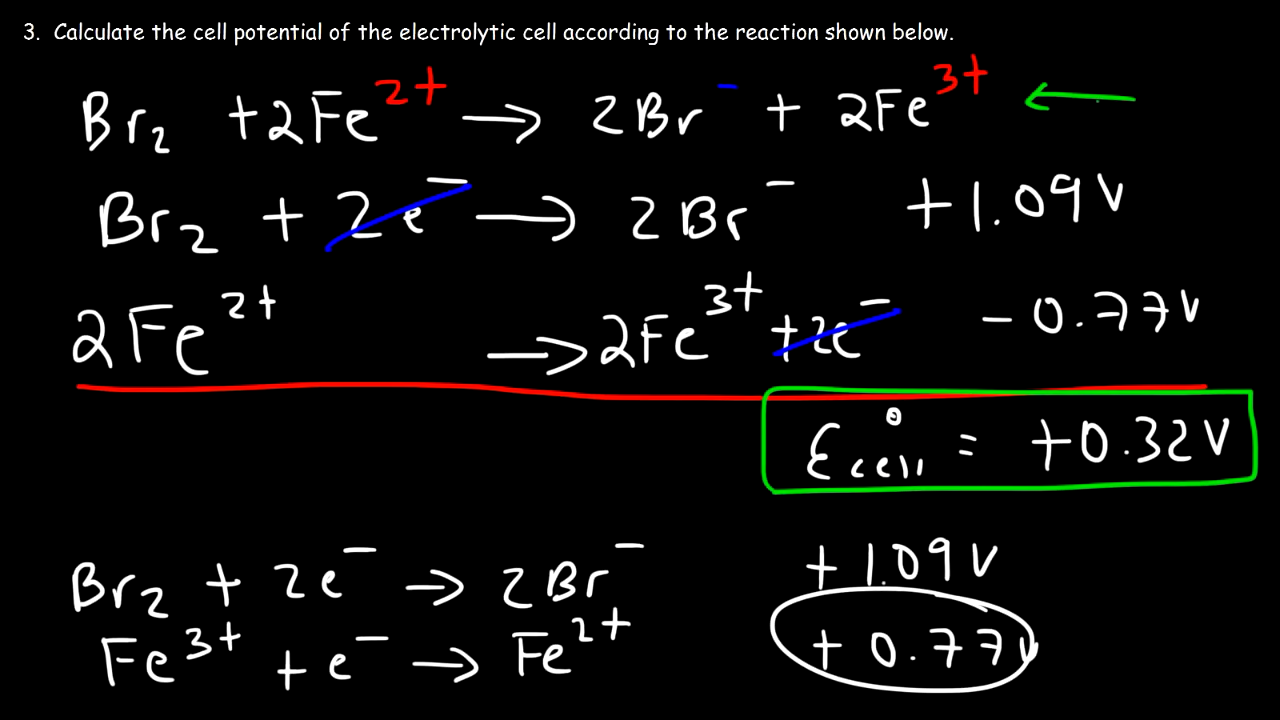 3. Calculate the cell potential of the electrolytic cell according to the reaction shown below.
Br₂ + 2Fe²⁺ → 2Br⁻ + 2Fe³⁺ ←
Br₂ + 2e⁻ → 2Br⁻ +1.09V
2Fe²⁺ → 2Fe³⁺ + 2e⁻ -0.77V
Ɛ°cell = +0.32V
Br₂ + 2e⁻ → 2Br⁻ +1.09V
Fe³⁺ + e⁻ → Fe²⁺ +0.77V